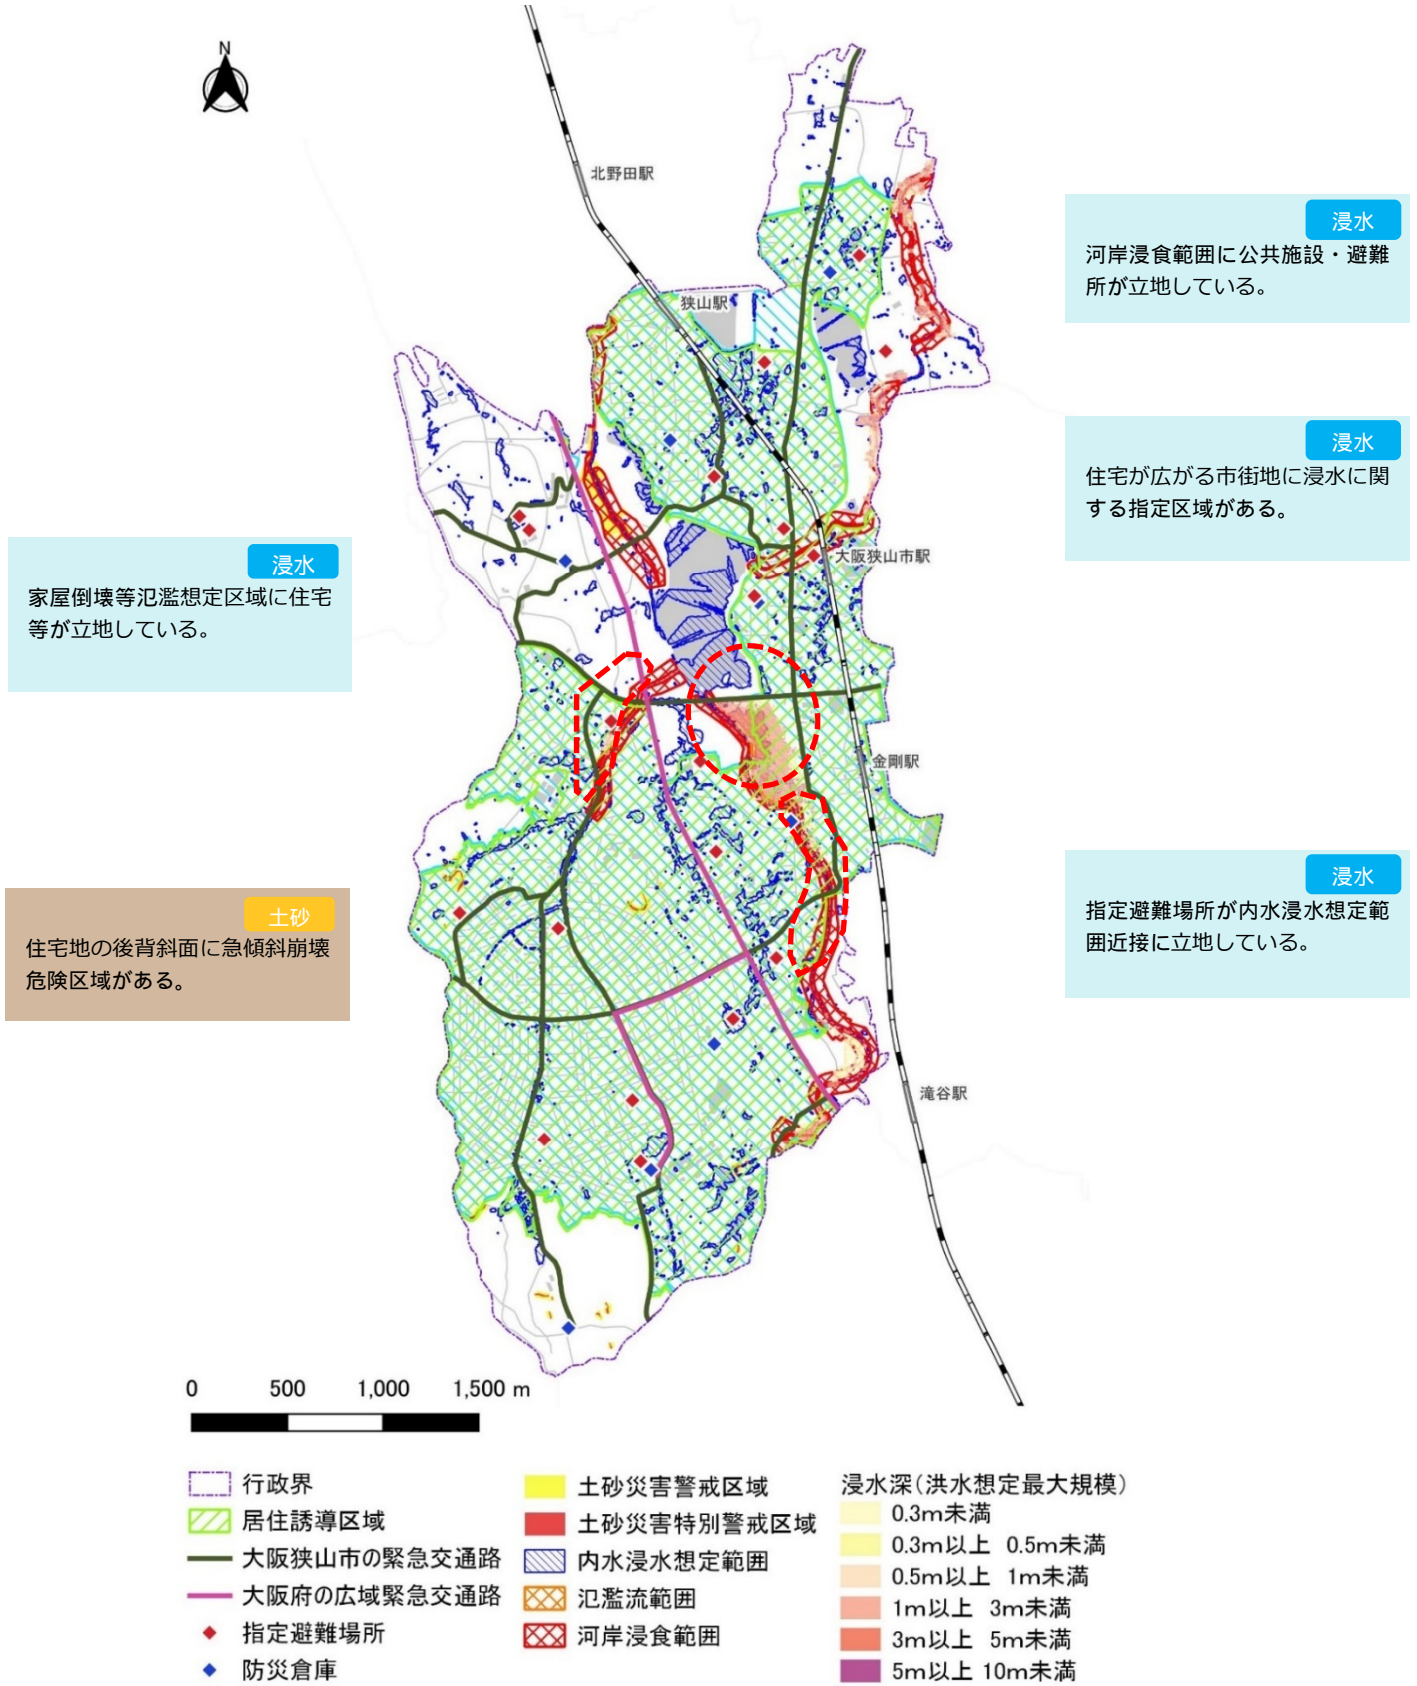 N
北野田駅
狭山駅
大阪狭山市駅
金剛駅
滝谷駅
浸水
河岸浸食範囲に公共施設・避難
所が立地している。
浸水
住宅が広がる市街地に浸水に関
する指定区域がある。
浸水
家屋倒壊等氾濫想定区域に住宅
等が立地している。
浸水
指定避難場所が内水浸水想定範
囲近接に立地している。
土砂
住宅地の後背斜面に急傾斜崩壊
危険区域がある。
0 500 1,000 1,500 m
行政界
居住誘導区域
大阪狭山市の緊急交通路
大阪府の広域緊急交通路
指定避難場所
防災倉庫
土砂災害警戒区域
土砂災害特別警戒区域
内水浸水想定範囲
氾濫流範囲
河岸浸食範囲
浸水深(洪水想定最大規模)
0.3m未満
0.3m以上 0.5m未満
0.5m以上 1m未満
1m以上 3m未満
3m以上 5m未満
5m以上 10m未満